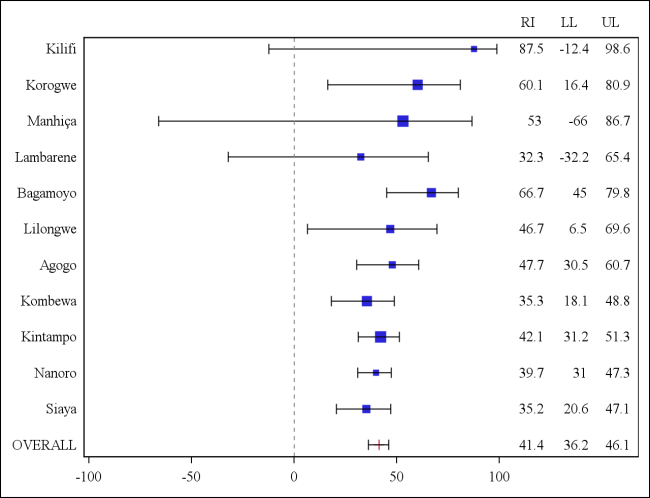 RI LL UL
Kilifi 87.5 -12.4 98.6
Korogwe 60.1 16.4 80.9
Manhiça 53 -66 86.7
Lambarene 32.3 -32.2 65.4
Bagamoyo 66.7 45 79.8
Lilongwe 46.7 6.5 69.6
Agogo 47.7 30.5 60.7
Kombewa 35.3 18.1 48.8
Kintampo 42.1 31.2 51.3
Nanoro 39.7 31 47.3
Siaya 35.2 20.6 47.1
OVERALL 41.4 36.2 46.1
-100 -50 0 50 100